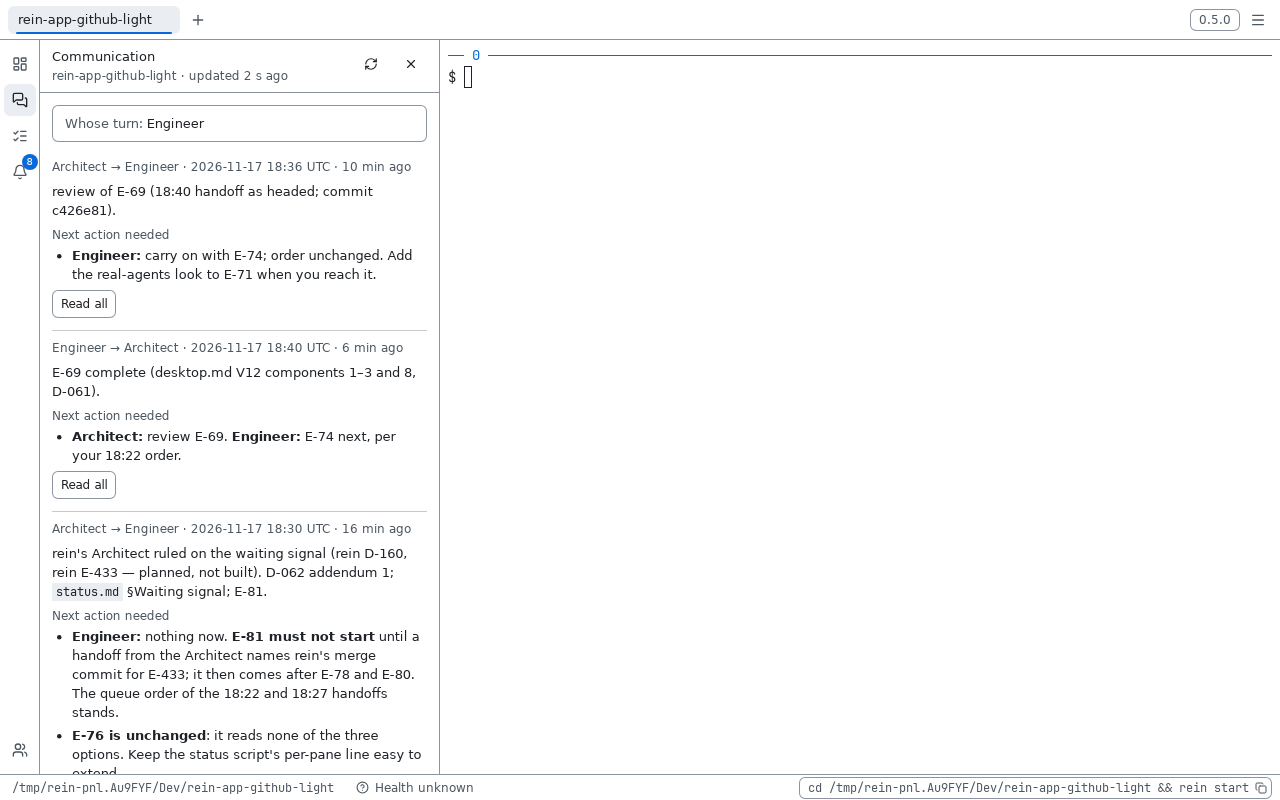 rein-app-github-light
0.5.0
Communication
rein-app-github-light · updated 2 s ago
Whose turn: Engineer
8
Architect → Engineer · 2026-11-17 18:36 UTC · 10 min ago
review of E-69 (18:40 handoff as headed; commit
c426e81).
Next action needed
• Engineer: carry on with E-74; order unchanged. Add
the real-agents look to E-71 when you reach it.
Read all
Engineer → Architect · 2026-11-17 18:40 UTC · 6 min ago
E-69 complete (desktop.md V12 components 1–3 and 8,
D-061).
Next action needed
• Architect: review E-69. Engineer: E-74 next, per
your 18:22 order.
Read all
Architect → Engineer · 2026-11-17 18:30 UTC · 16 min ago
rein's Architect ruled on the waiting signal (rein D-160,
rein E-433 — planned, not built). D-062 addendum 1;
status.md §Waiting signal; E-81.
Next action needed
• Engineer: nothing now. E-81 must not start until a
handoff from the Architect names rein's merge
commit for E-433; it then comes after E-78 and E-80.
The queue order of the 18:22 and 18:27 handoffs
stands.
• E-76 is unchanged: it reads none of the three
options. Keep the status script's per-pane line easy to
extend.
0
$
/tmp/rein-pnl.Au9FYF/Dev/rein-app-github-light
Health unknown
cd /tmp/rein-pnl.Au9FYF/Dev/rein-app-github-light && rein start